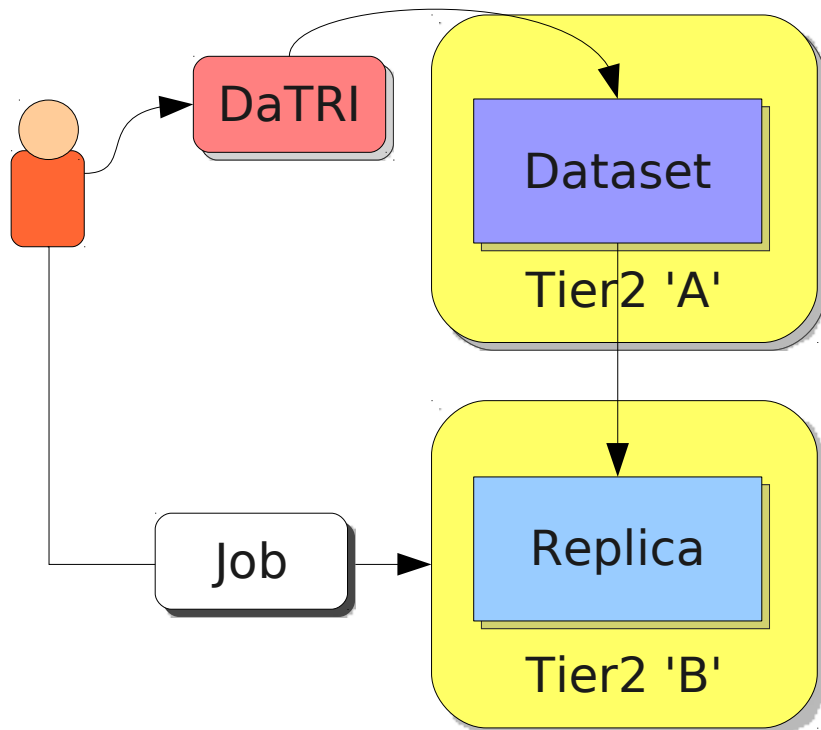 DaTRI
Dataset
Tier2 'A'
Job
Replica
Tier2 'B'